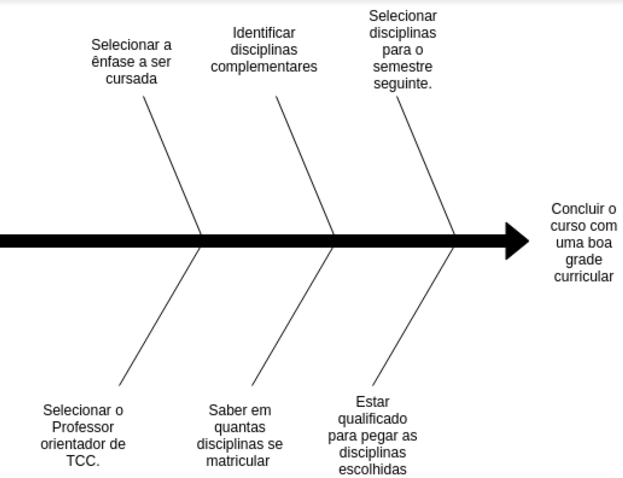 Selecionar a
ênfase a ser
cursada
Identificar
disciplinas
complementares
Selecionar
disciplinas
para o
semestre
seguinte.
Concluir o
curso com
uma boa
grade
curricular
Selecionar o
Professor
orientador de
TCC.
Saber em
quantas
disciplinas se
matricular
Estar
qualificado
para pegar as
disciplinas
escolhidas